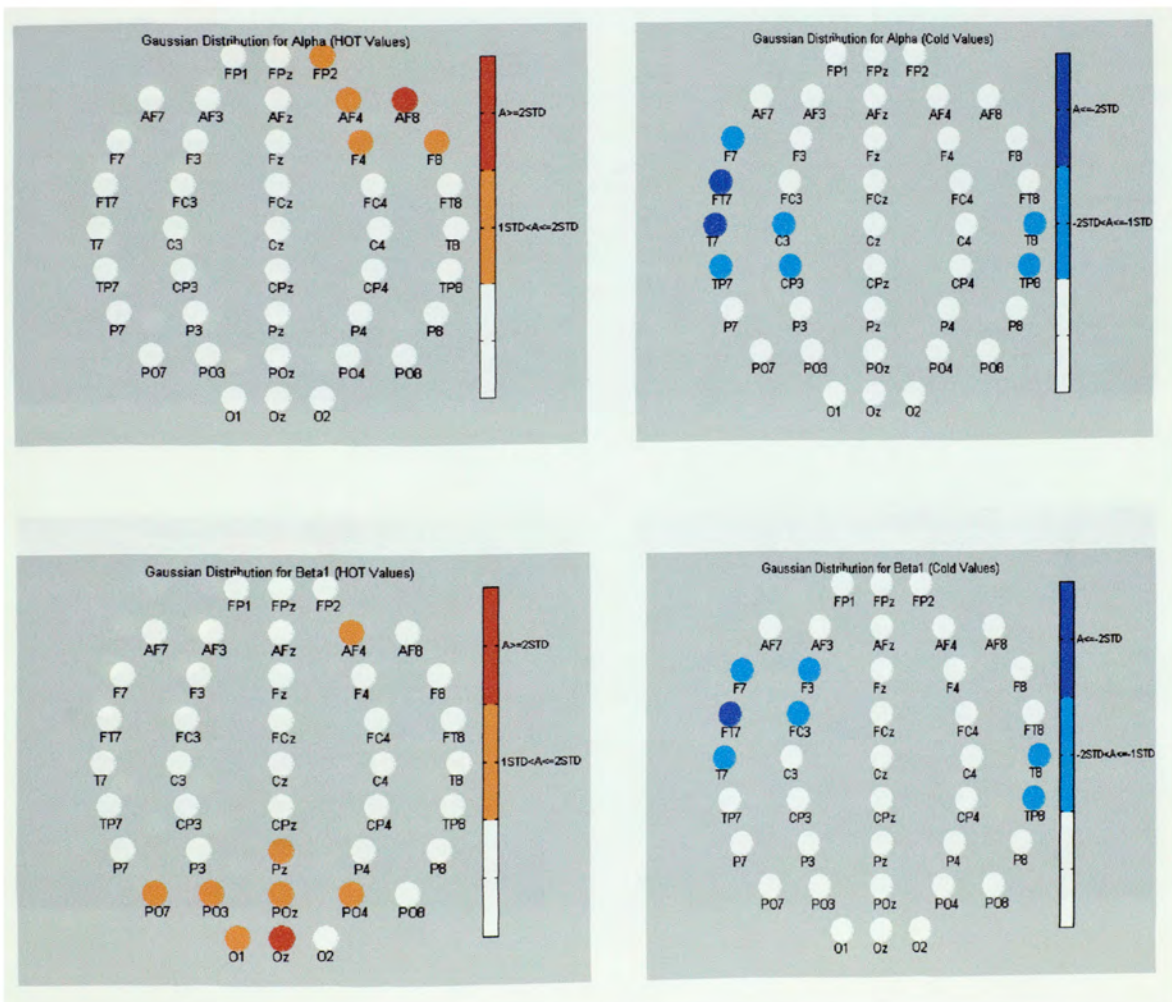 Gaussian Distribution for Alpha (HOT Values)
FP1 FPz FP2
AF7 AF3 AFz AF4 AF8
F7 F3 Fz F4 F8
FT7 FC3 FCz FC4 FT8
T7 C3 Cz C4 T8
TP7 CP3 CPz CP4 TP8
P7 P3 Pz P4 P8
PO7 PO3 POz PO4 PO8
O1 Oz O2
A>=2STD
1STD<A<=2STD
Gaussian Distribution for Alpha (Cold Values)
FP1 FPz FP2
AF7 AF3 AFz AF4 AF8
F7 F3 Fz F4 F8
FT7 FC3 FCz FC4 FT8
T7 C3 Cz C4 T8
TP7 CP3 CPz CP4 TP8
P7 P3 Pz P4 P8
PO7 PO3 POz PO4 PO8
O1 Oz O2
A<=-2STD
-2STD<A<=-1STD
Gaussian Distribution for Beta1 (HOT Values)
FP1 FPz FP2
AF7 AF3 AFz AF4 AF8
F7 F3 Fz F4 F8
FT7 FC3 FCz FC4 FT8
T7 C3 Cz C4 T8
TP7 CP3 CPz CP4 TP8
P7 P3 Pz P4 P8
PO7 PO3 POz PO4 PO8
O1 Oz O2
A>=2STD
1STD<A<=2STD
Gaussian Distribution for Beta1 (Cold Values)
FP1 FPz FP2
AF7 AF3 AFz AF4 AF8
F7 F3 Fz F4 F8
FT7 FC3 FCz FC4 FT8
T7 C3 Cz C4 T8
TP7 CP3 CPz CP4 TP8
P7 P3 Pz P4 P8
PO7 PO3 POz PO4 PO8
O1 Oz O2
A<=-2STD
-2STD<A<=-1STD